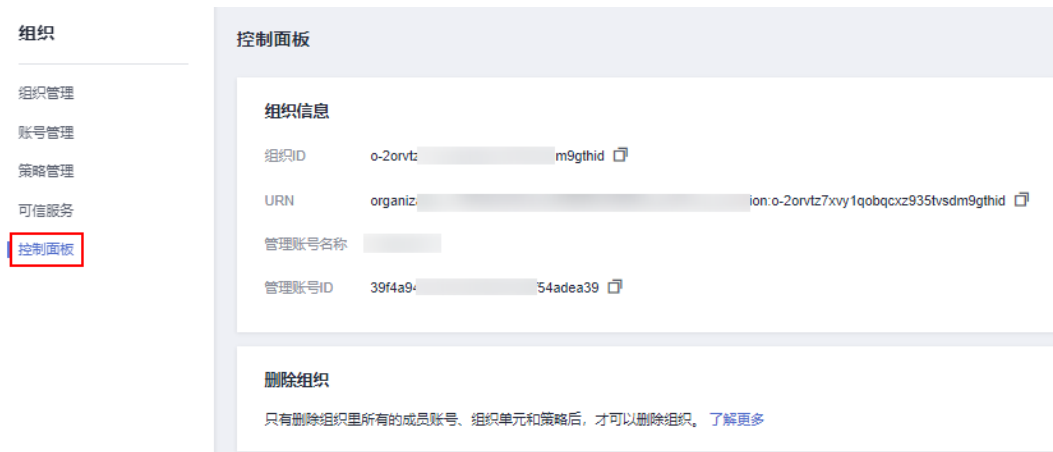 组织
组织管理
账号管理
策略管理
可信服务
控制面板
控制面板
组织信息
组织ID o-2orvtz m9gthid
URN organiz ion:o-2orvtz7xvy1qobqcxz935tvsdm9gthid
管理账号名称
管理账号ID 39f4a94 54adea39
删除组织
只有删除组织里所有的成员账号、组织单元和策略后，才可以删除组织。 了解更多